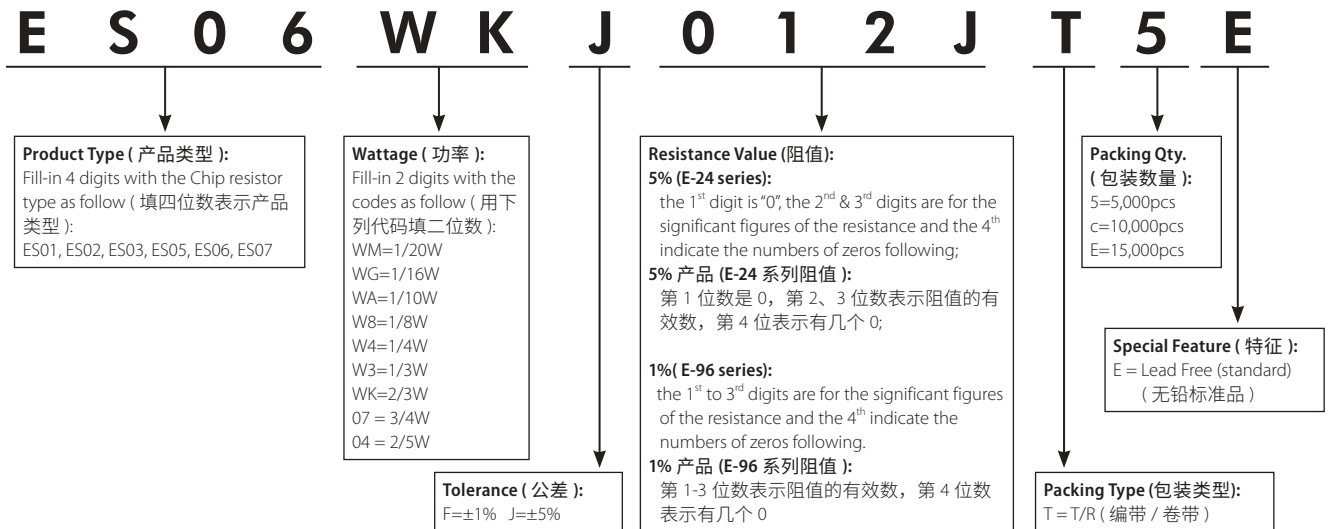 E S 0 6 W K J 0 1 2 J T 5 E
Product Type ( 产品类型 ):
Fill-in 4 digits with the Chip resistor
type as follow ( 填四位数表示产品
类型 ):
ES01, ES02, ES03, ES05, ES06, ES07
Wattage ( 功率 ):
Fill-in 2 digits with the
codes as follow ( 用下
列代码填二位数 ):
WM=1/20W
WG=1/16W
WA=1/10W
W8=1/8W
W4=1/4W
W3=1/3W
WK=2/3W
07 = 3/4W
04 = 2/5W
Tolerance ( 公差 ):
F=±1% J=±5%
Resistance Value (阻值):
5% (E-24 series):
the 1st digit is “0”, the 2nd & 3rd digits are for the
significant figures of the resistance and the 4th
indicate the numbers of zeros following;
5% 产品 (E-24 系列阻值 ):
第 1 位数是 0，第 2、3 位数表示阻值的有
效数，第 4 位表示有几个 0;
1%( E-96 series):
the 1st to 3rd digits are for the significant figures
of the resistance and the 4th indicate the
numbers of zeros following.
1% 产品 (E-96 系列阻值 ):
第 1-3 位数表示阻值的有效数，第 4 位数
表示有几个 0
Packing Qty.
( 包装数量 ):
5=5,000pcs
c=10,000pcs
E=15,000pcs
Special Feature ( 特征 ):
E = Lead Free (standard)
( 无铅标准品 )
Packing Type (包装类型):
T = T/R ( 编带 / 卷带 )